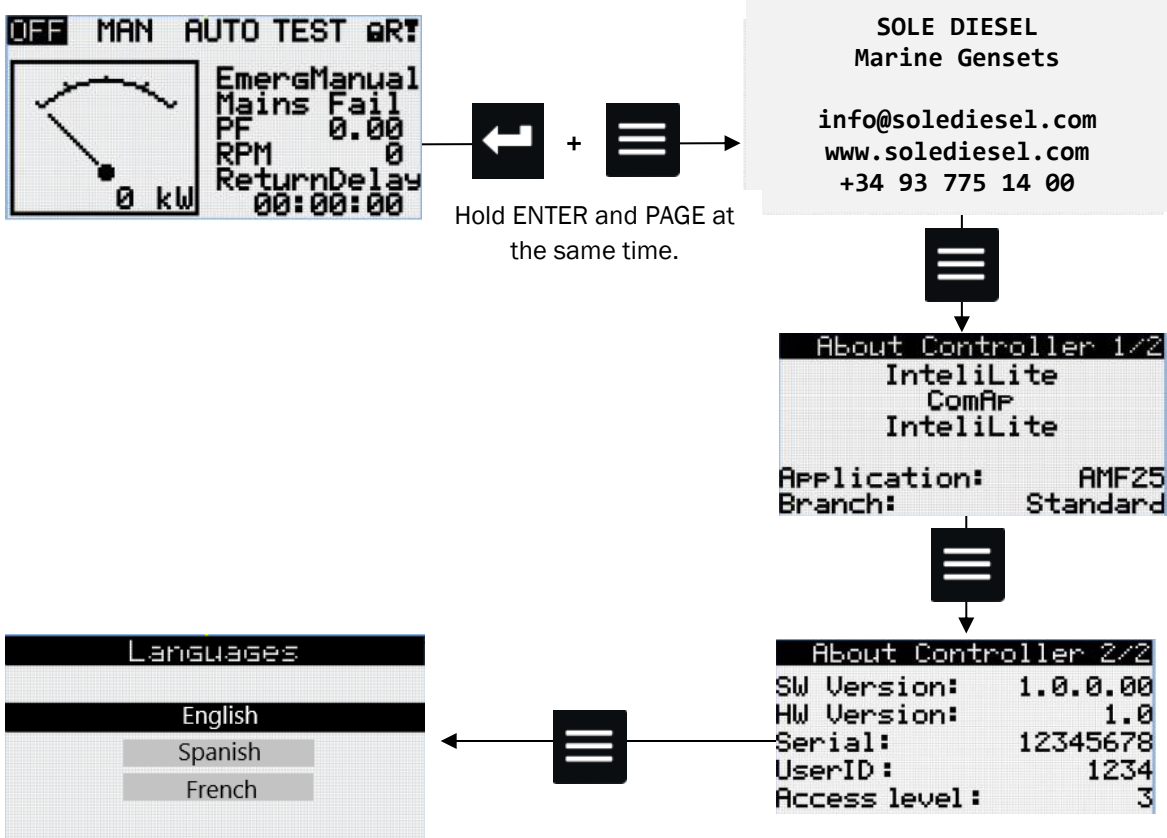 OFF MAN AUTO TEST R!
EmergManual
Mains Fail
PF 0.00
RPM 0
ReturnDelay
00:00:00
0 kW
+
Hold ENTER and PAGE at
the same time.
SOLE DIESEL
Marine Gensets
info@solediesel.com
www.solediesel.com
+34 93 775 14 00
About Controller 1/2
InteliLite
ComAp
InteliLite
Application: AMF25
Branch: Standard
About Controller 2/2
SW Version: 1.0.0.00
HW Version: 1.0
Serial: 12345678
UserID: 1234
Access level: 3
Languages
English
Spanish
French